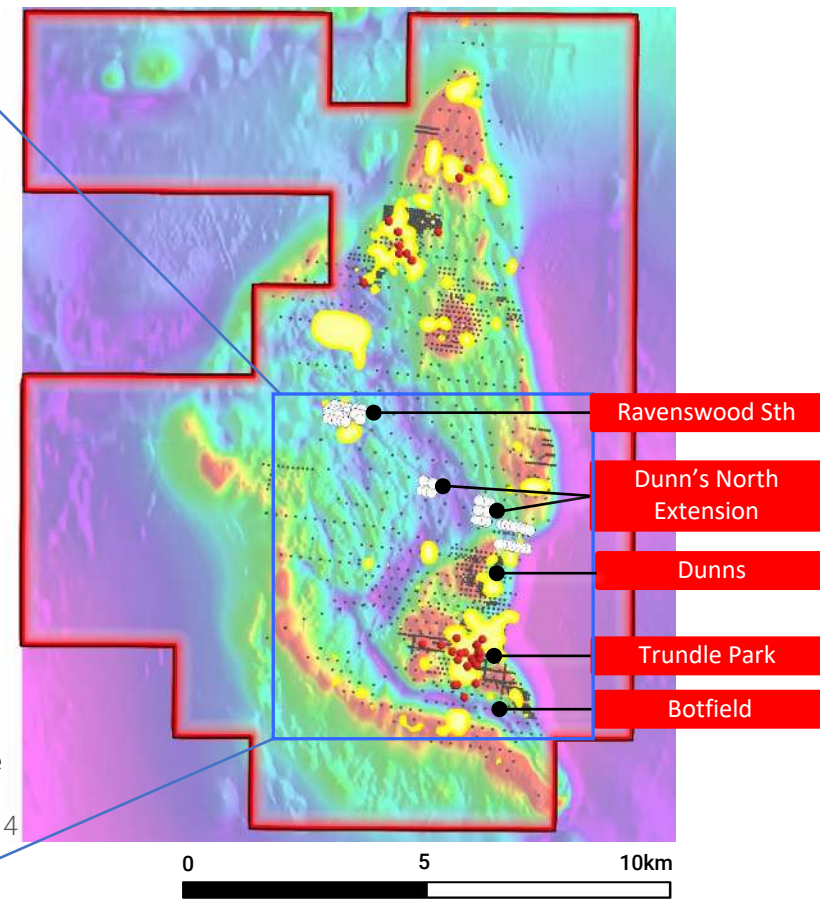 Ravenswood Sth
Dunn's North
Extension
Dunns
Trundle Park
Botfield
e
4
0 5 10km